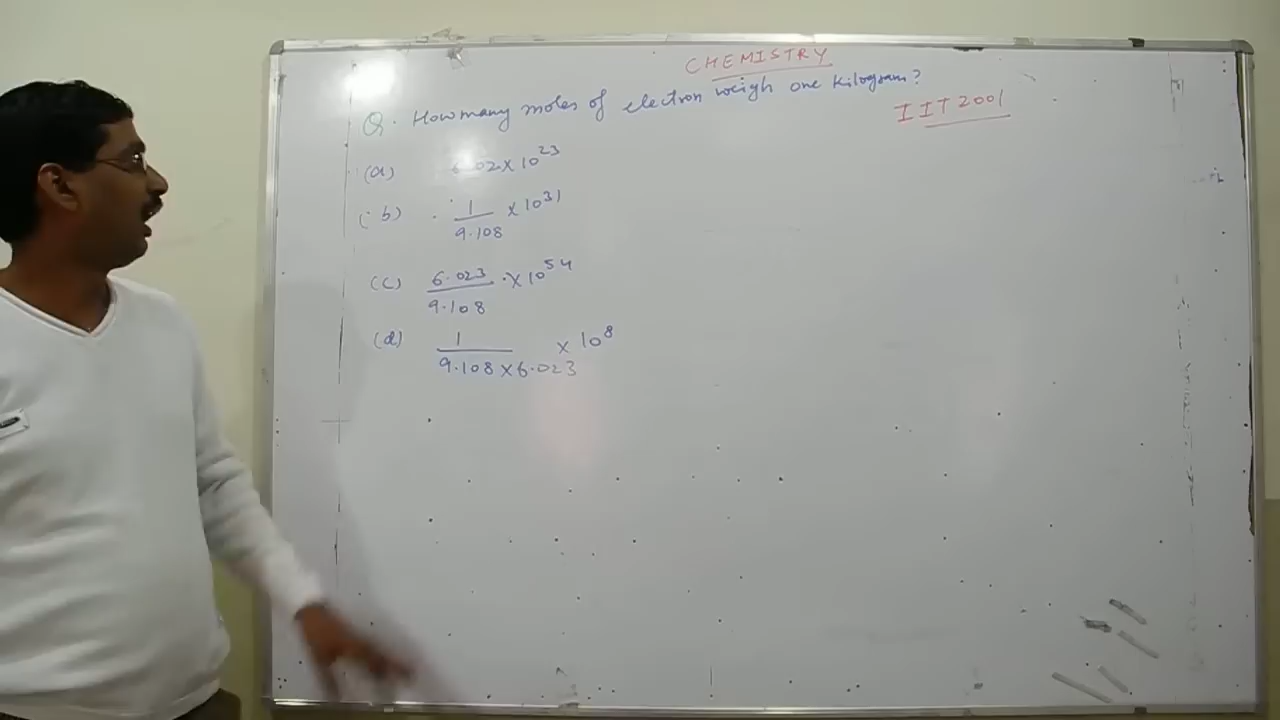 CHEMISTRY
Q. How many moles of electron weigh one kilogram?
IIT 2001
(a) 6.02×10^23
(b) 1/9.108 ×10^31
(c) 6.023/9.108 ×10^54
(d) 1/9.108×6.023 ×10^8